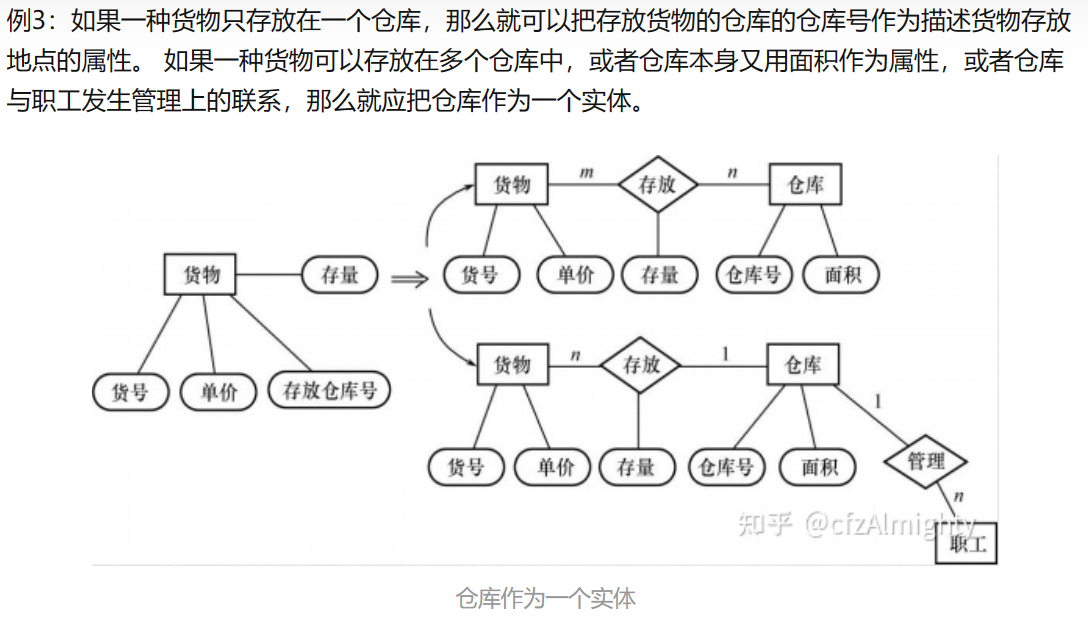 例3：如果一种货物只存放在一个仓库，那么就可以把存放货物的仓库的仓库号作为描述货物存放
地点的属性。 如果一种货物可以存放在多个仓库中，或者仓库本身又用面积作为属性，或者仓库
与职工发生管理上的联系，那么就应把仓库作为一个实体。
货物 m 存放 n 仓库
货物 存量
货号 单价 存量 仓库号 面积
货物 n 存放 1 仓库
货号 单价 存放仓库号
1
管理
货号 单价 存量 仓库号 面积
n
知乎 @cfzAlmighty
职工
仓库作为一个实体